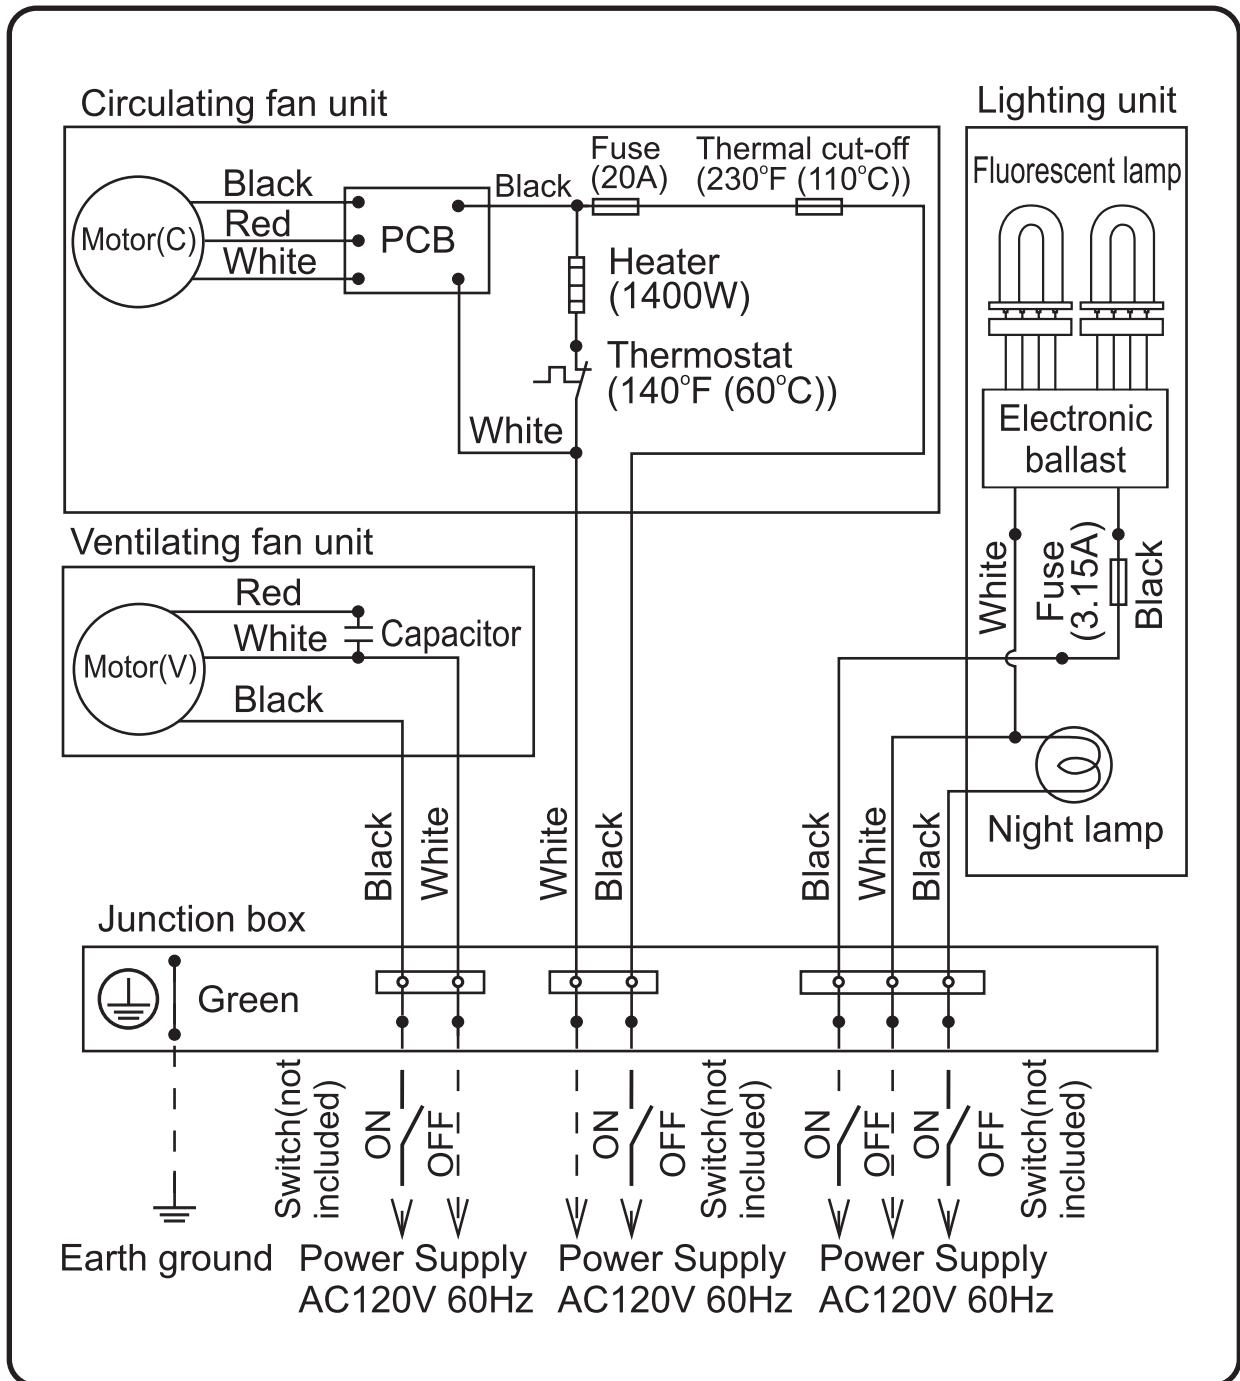 Circulating fan unit
Black
Red
White
Motor(C)
PCB
Black
Fuse
(20A)
Thermal cut-off
(230°F (110°C))
Heater
(1400W)
Thermostat
(140°F (60°C))
White
Lighting unit
Fluorescent lamp
Electronic
ballast
White
Fuse
(3.15A)
Black
Night lamp
Ventilating fan unit
Red
White
Capacitor
Motor(V)
Black
Black
White
White
Black
Black
White
Black
Junction box
Green
Switch(not
included)
ON
OFF
ON
OFF
Switch(not
included)
ON
OFF
ON
OFF
Switch(not
included)
Earth ground
Power Supply
AC120V 60Hz
Power Supply
AC120V 60Hz
Power Supply
AC120V 60Hz